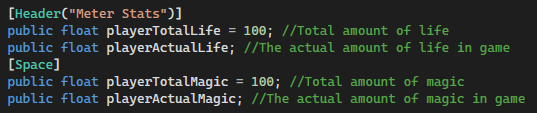 [Header("Meter Stats")]
public float playerTotalLife = 100; //Total amount of life
public float playerActualLife; //The actual amount of life in game
[Space]
public float playerTotalMagic = 100; //Total amount of magic
public float playerActualMagic; //The actual amount of magic in game